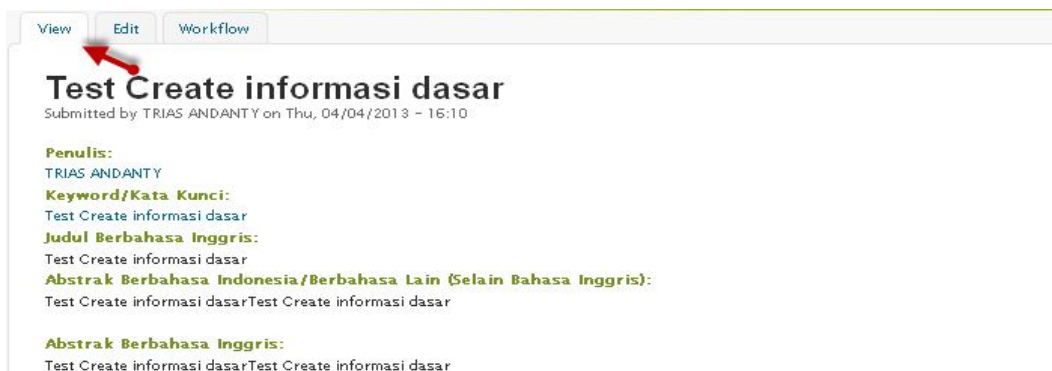 View Edit Workflow
Test Create informasi dasar
Submitted by TRIAS ANDANTY on Thu, 04/04/2013 - 16:10
Penulis:
TRIAS ANDANTY
Keyword/Kata Kunci:
Test Create informasi dasar
Judul Berbahasa Inggris:
Test Create informasi dasar
Abstrak Berbahasa Indonesia/Berbahasa Lain (Selain Bahasa Inggris):
Test Create informasi dasarTest Create informasi dasar
Abstrak Berbahasa Inggris:
Test Create informasi dasarTest Create informasi dasar